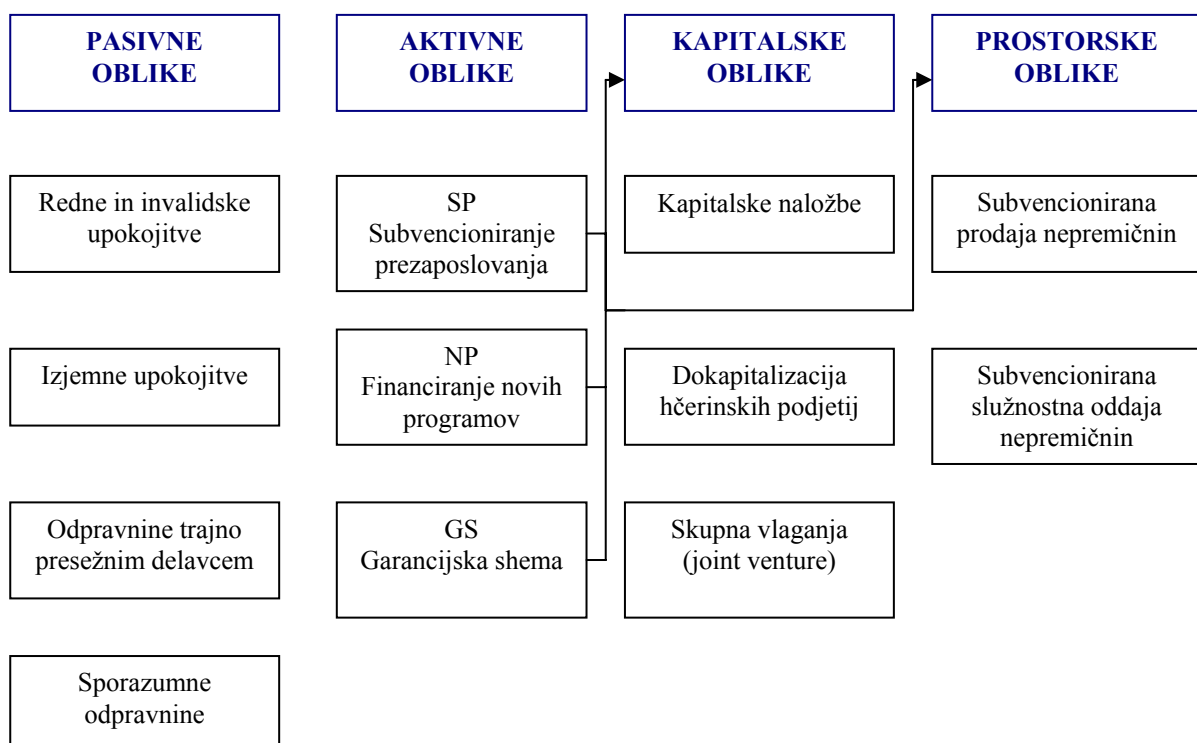 PASIVNE
OBLIKE
AKTIVNE
OBLIKE
KAPITALSKE
OBLIKE
PROSTORSKE
OBLIKE
Redne in invalidske
upokojitve
SP
Subvencioniranje
prezaposlovanja
Kapitalske naložbe
Subvencionirana
prodaja nepremičnin
Izjemne upokojitve
NP
Financiranje novih
programov
Dokapitalizacija
hčerinskih podjetij
Subvencionirana
služnostna oddaja
nepremičnin
Odpravnine trajno
presežnim delavcem
GS
Garancijska shema
Skupna vlaganja
(joint venture)
Sporazumne
odpravnine